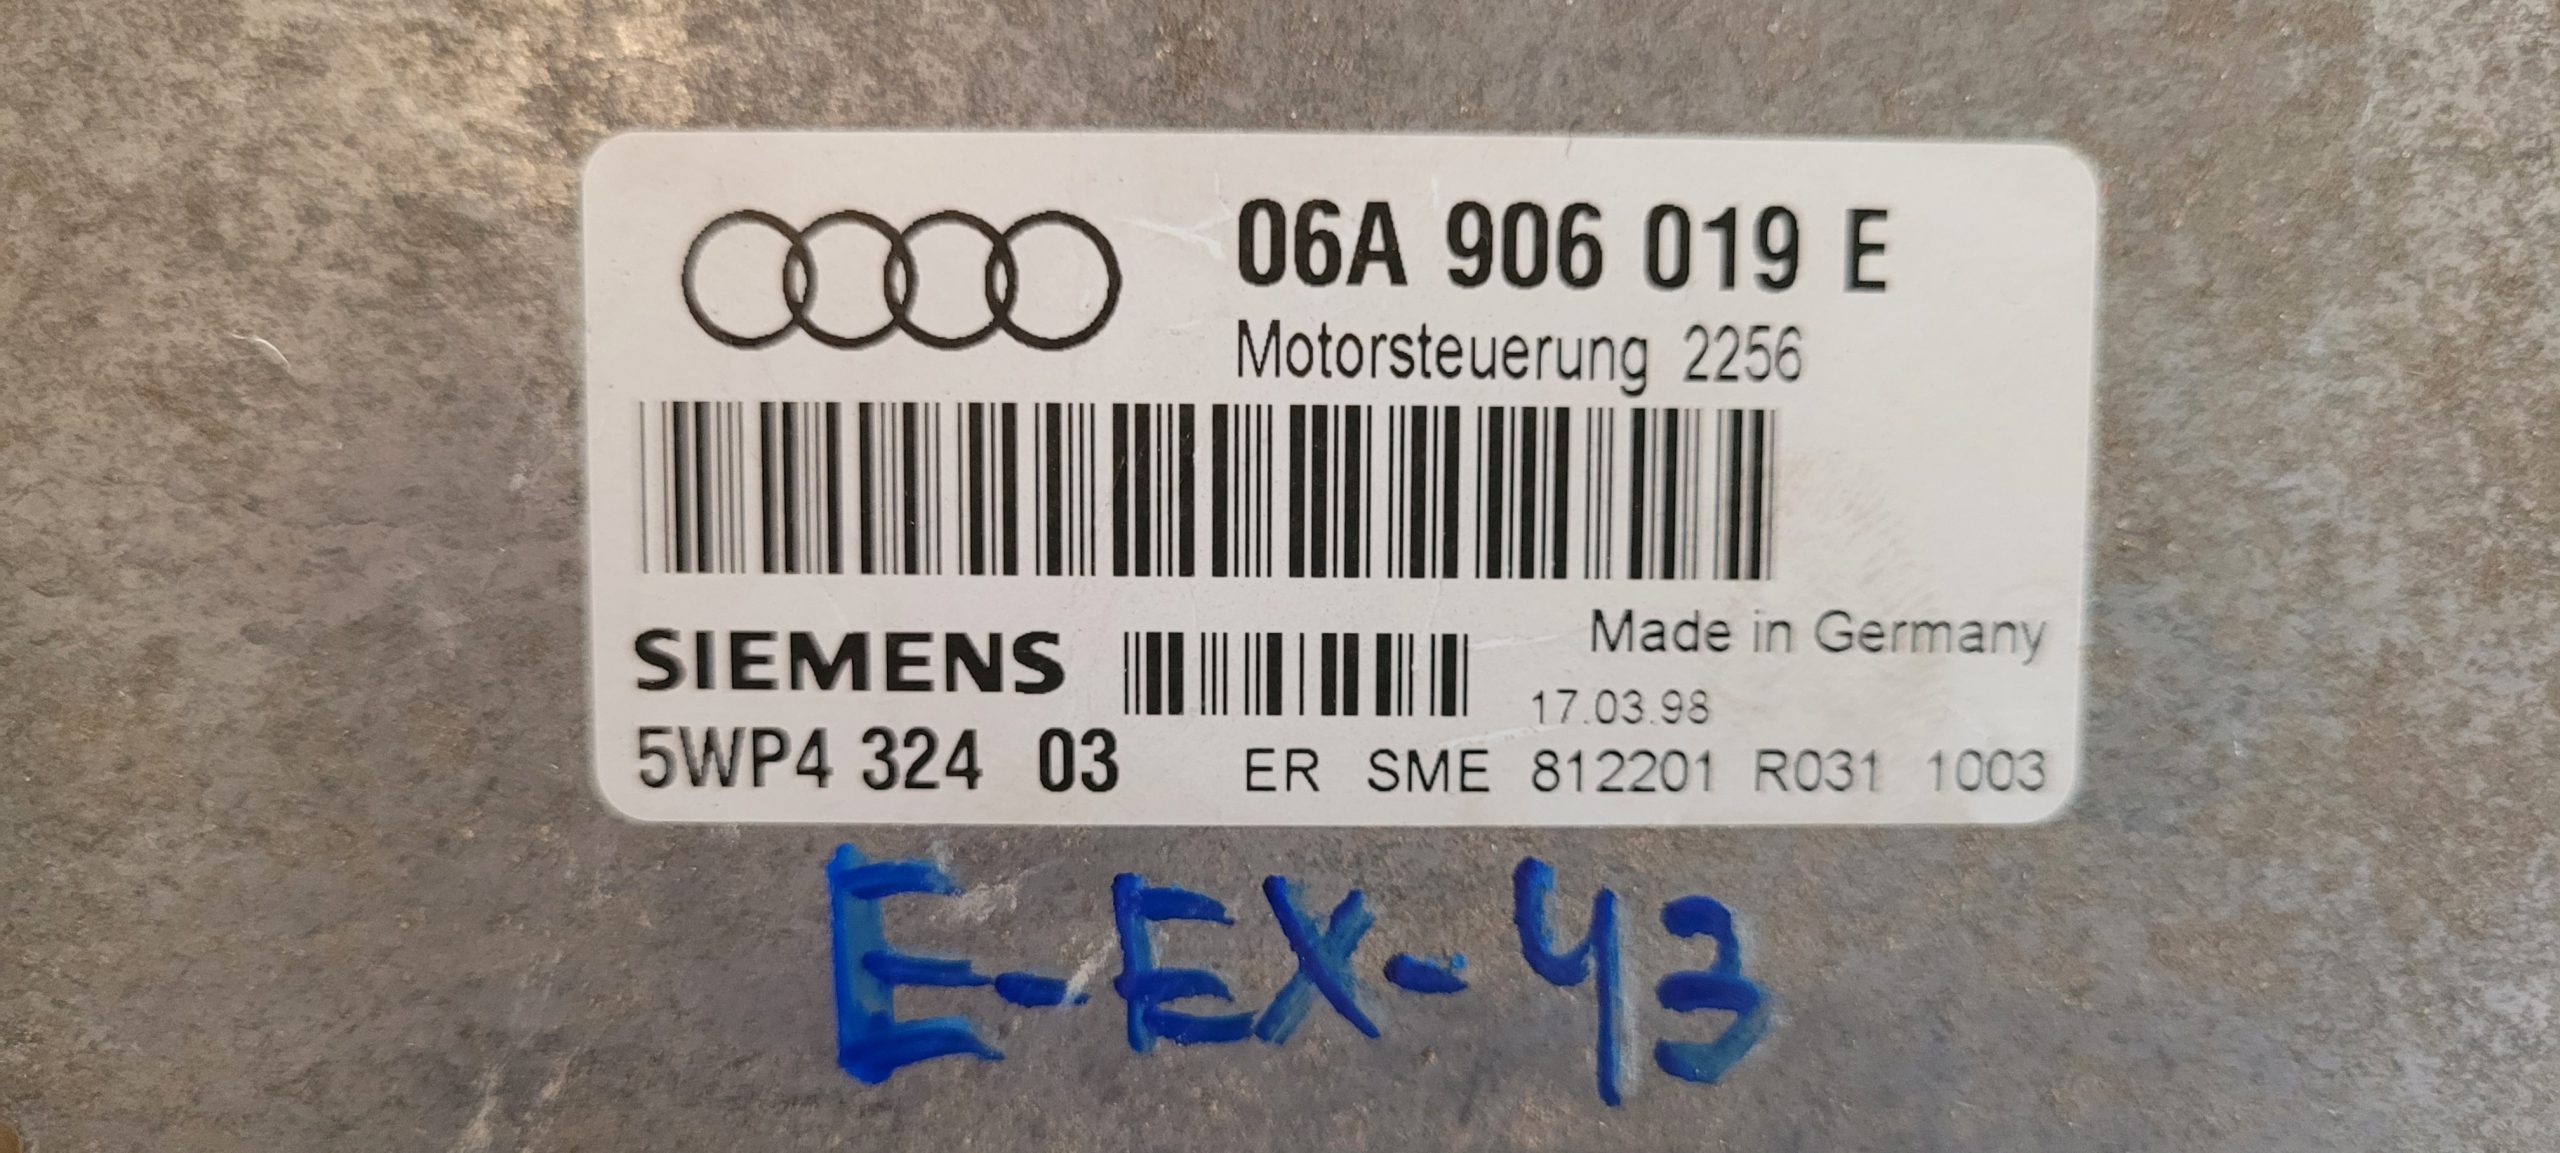 06A 906 019 E
Motorsteuerung 2256
SIEMENS
Made in Germany
17.03.98
5WP4 324 03
ER SME 812201 R031 1003
E-EX-43